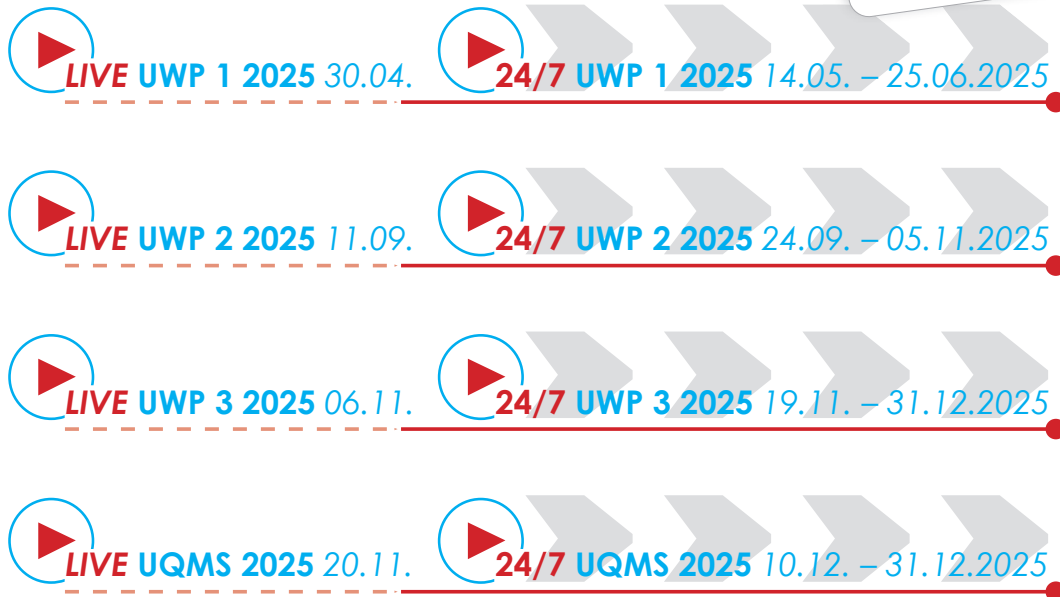 LIVE UWP 1 2025 30.04. 24/7 UWP 1 2025 14.05. – 25.06.2025
LIVE UWP 2 2025 11.09. 24/7 UWP 2 2025 24.09. – 05.11.2025
LIVE UWP 3 2025 06.11. 24/7 UWP 3 2025 19.11. – 31.12.2025
LIVE UQMS 2025 20.11. 24/7 UQMS 2025 10.12. – 31.12.2025